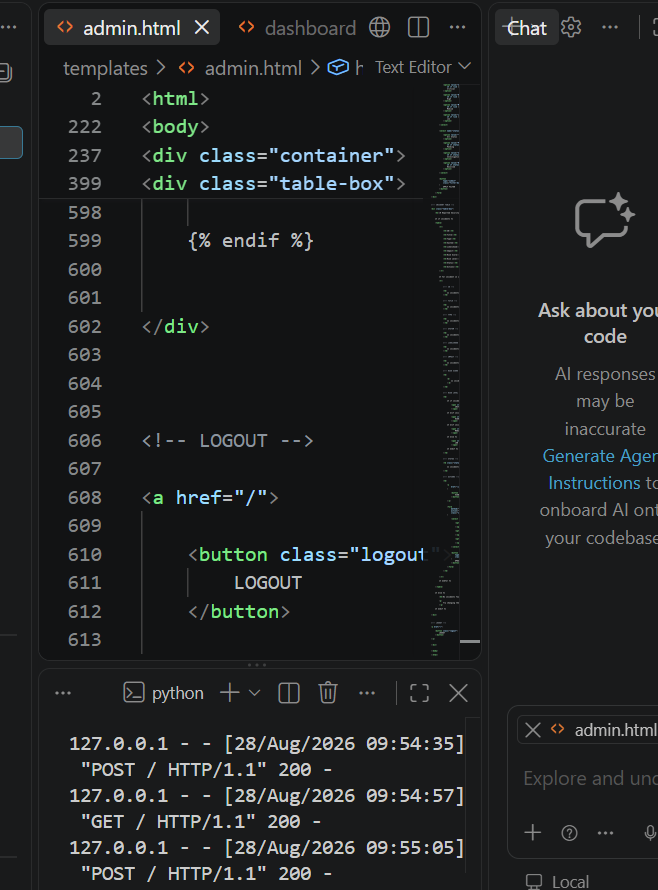 admin.html
dashboard
templates > admin.html > h Text Editor
2 <html>
222 <body>
237 <div class="container">
399 <div class="table-box">
598
599 {% endif %}
600
601
602 </div>
603
604
605
606 <!-- LOGOUT -->
607
608 <a href="/">
609
610 <button class="logout"
611 LOGOUT
612 </button>
613
python
127.0.0.1 - - [28/Aug/2026 09:54:35]
"POST / HTTP/1.1" 200 -
127.0.0.1 - - [28/Aug/2026 09:54:57]
"GET / HTTP/1.1" 200 -
127.0.0.1 - - [28/Aug/2026 09:55:05]
"POST / HTTP/1.1" 200 -
Chat
Ask about you
code
AI responses
may be
inaccurate
Generate Agen
Instructions to
onboard AI ont
your codebase
admin.html
Explore and und
Local